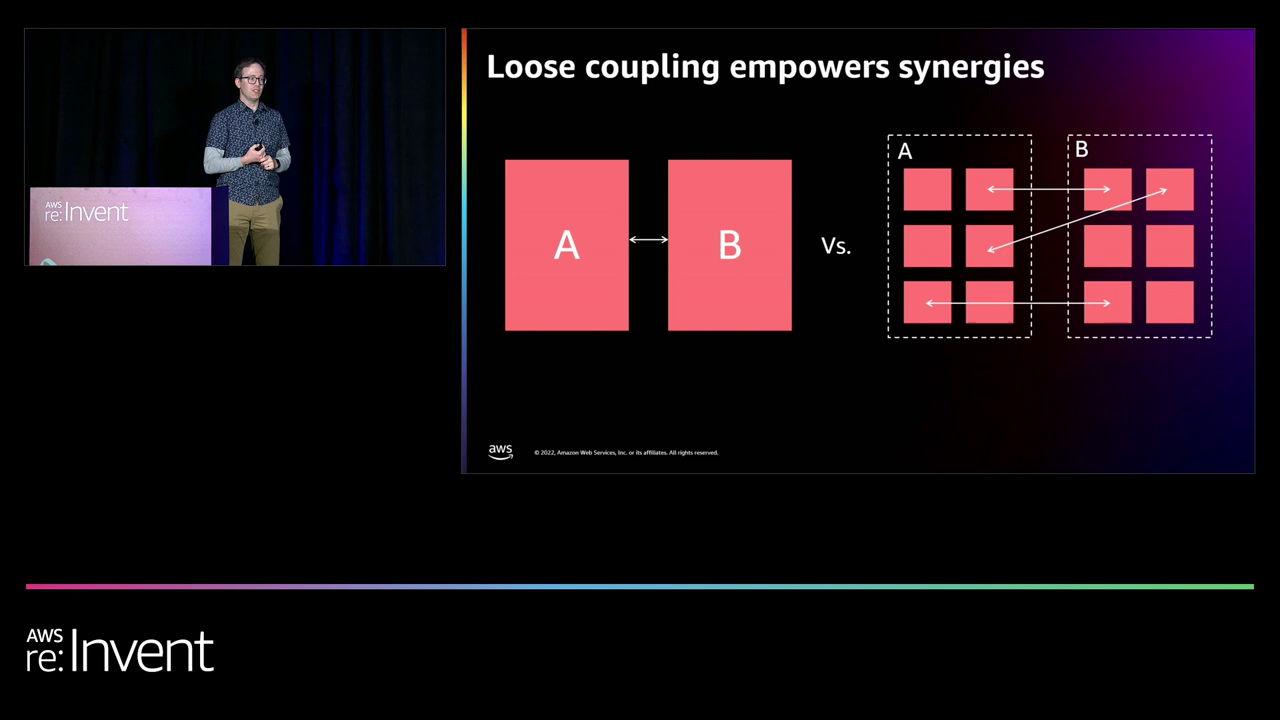 AWS
re:Invent
Loose coupling empowers synergies
A
B
Vs.
A
B
aws
© 2022, Amazon Web Services, Inc. or its affiliates. All rights reserved.
AWS
re:Invent